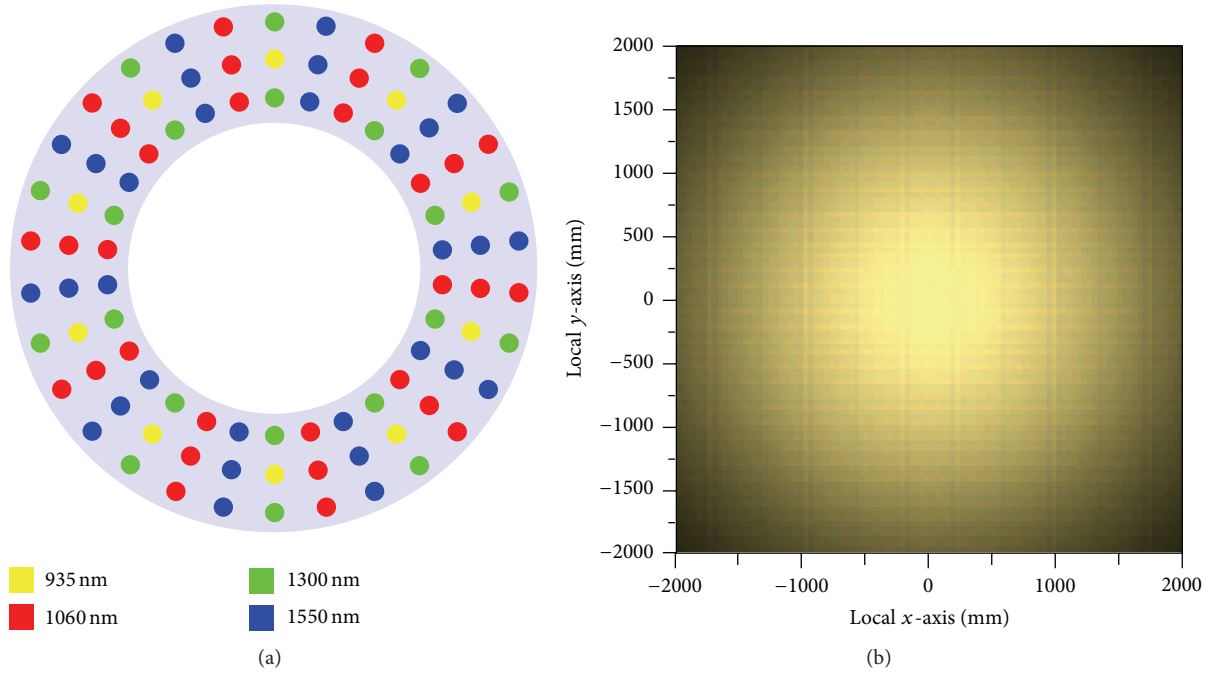 935 nm
1060 nm
1300 nm
1550 nm
(a)
2000
1500
1000
500
0
−500
−1000
−1500
−2000
Local y-axis (mm)
−2000
−1000
0
1000
2000
Local x-axis (mm)
(b)